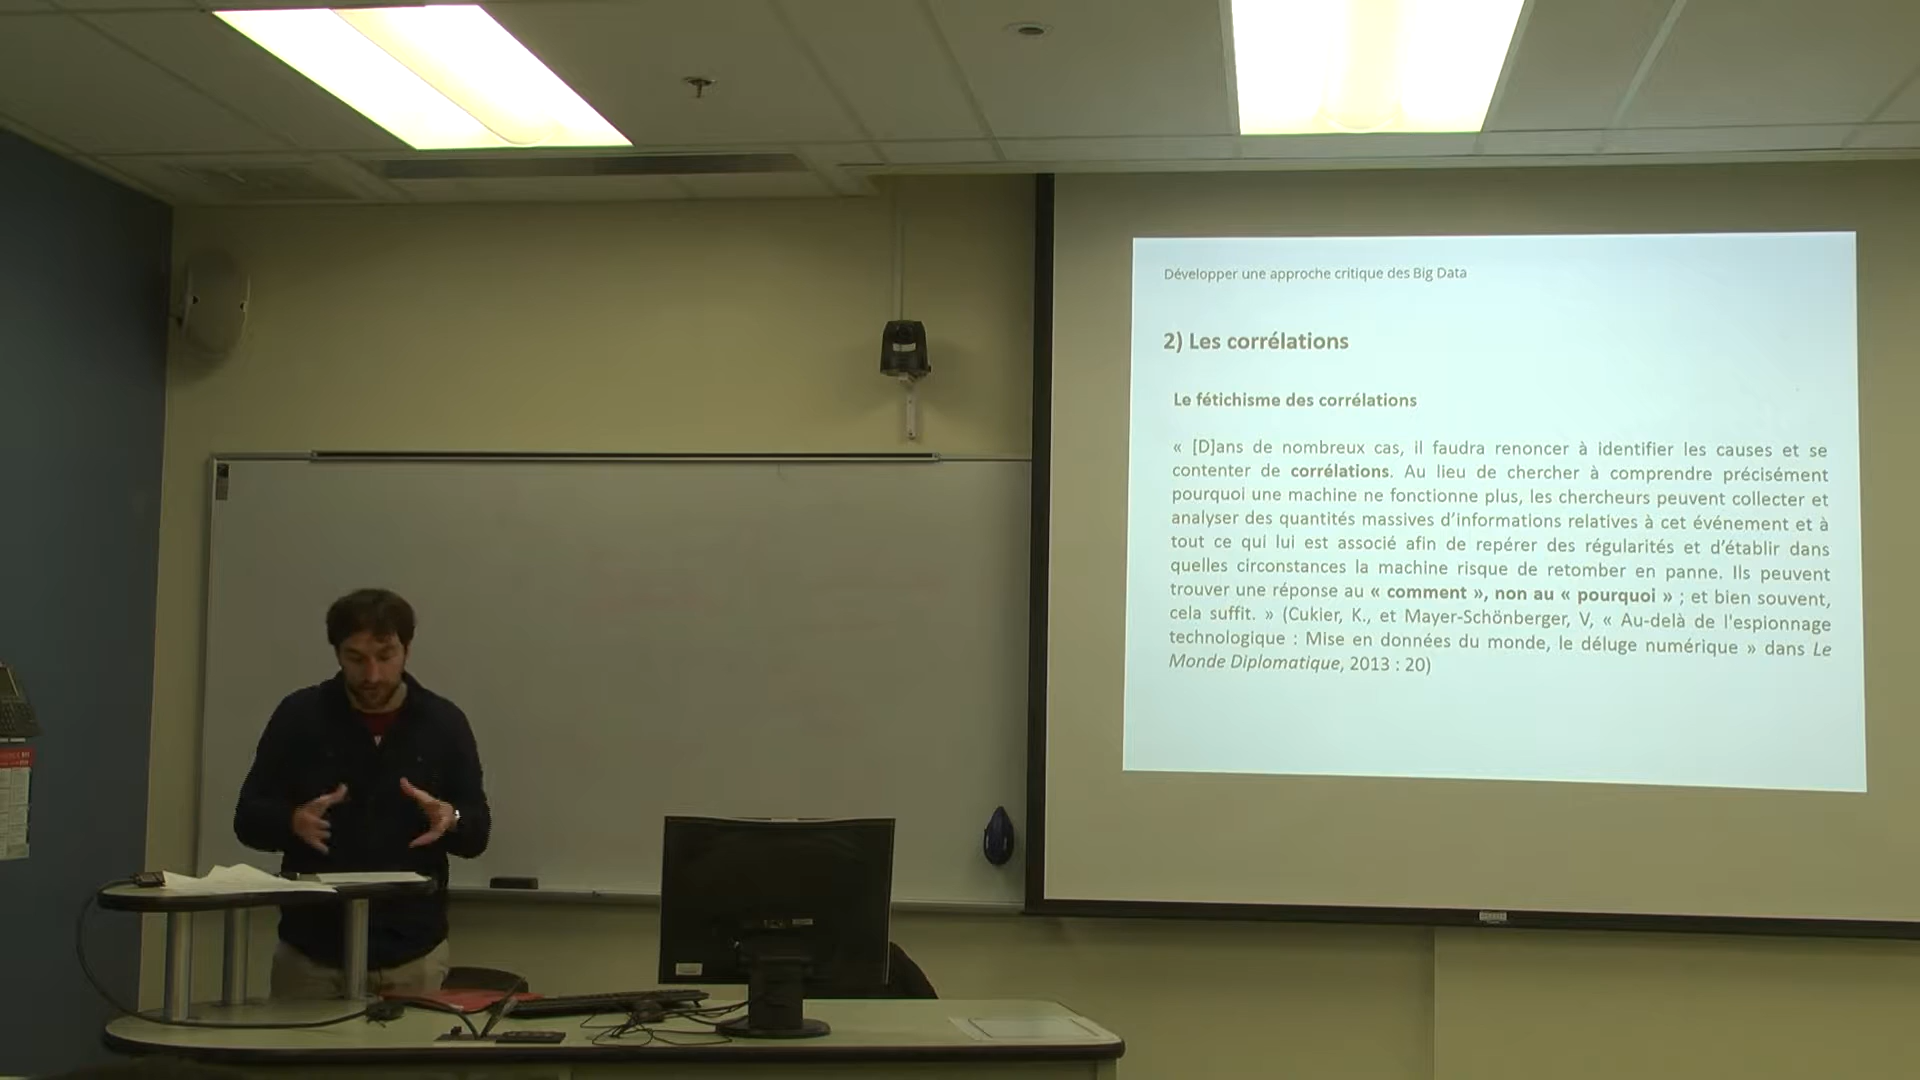 Développer une approche critique des Big Data
2) Les corrélations
Le fétichisme des corrélations
« [D]ans de nombreux cas, il faudra renoncer à identifier les causes et se
contenter de corrélations. Au lieu de chercher à comprendre précisément
pourquoi une machine ne fonctionne plus, les chercheurs peuvent collecter et
analyser des quantités massives d'informations relatives à cet événement et à
tout ce qui lui est associé afin de repérer des régularités et d'établir dans
quelles circonstances la machine risque de retomber en panne. Ils peuvent
trouver une réponse au « comment », non au « pourquoi » ; et bien souvent,
cela suffit. » (Cukier, K., et Mayer-Schönberger, V, « Au-delà de l'espionnage
technologique : Mise en données du monde, le déluge numérique » dans Le
Monde Diplomatique, 2013 : 20)